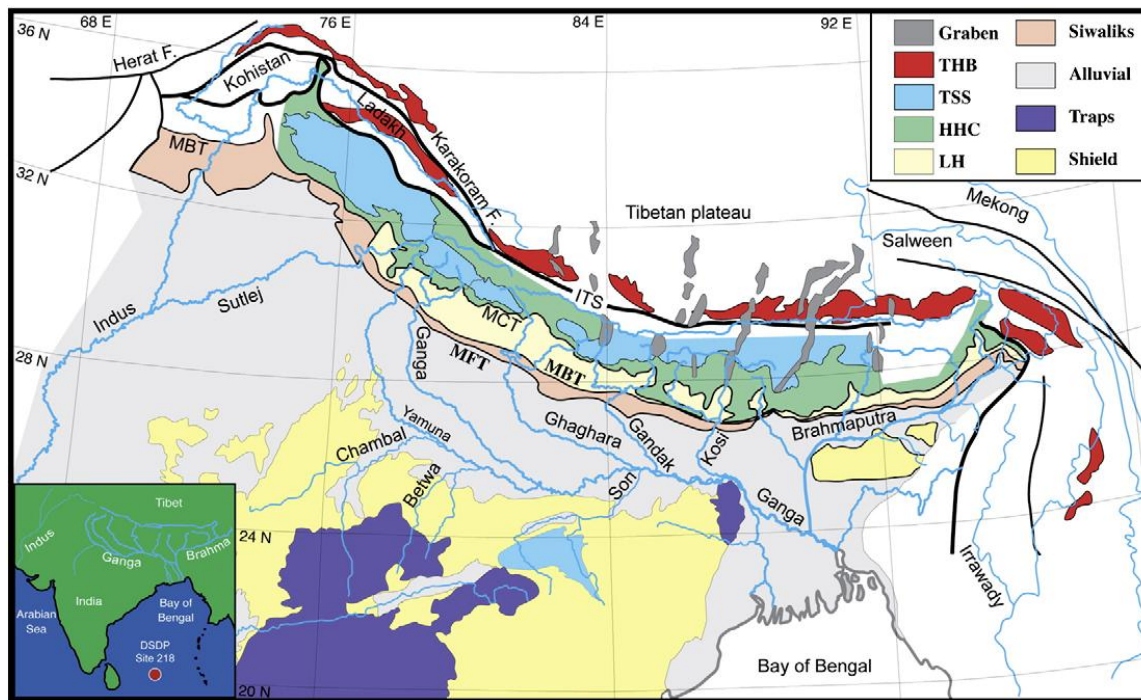 68 E
76 E
84 E
92 E
36 N
32 N
28 N
24 N
20 N
Herat F.
Kohistan
Ladakh
Karakoram F.
MBT
Tibetan plateau
Mekong
Salween
ITS
Indus
Sutlej
Ganga
MCT
MFT
MBT
Yamuna
Chambal
Betwa
Ghaghara
Gandak
Son
Kosi
Ganga
Brahmaputra
Irrawady
Bay of Bengal
Graben
THB
TSS
HHC
LH
Siwaliks
Alluvial
Traps
Shield
Tibet
Indus
Ganga
Brahma
India
Arabian
Sea
Bay of
Bengal
DSDP
Site 218